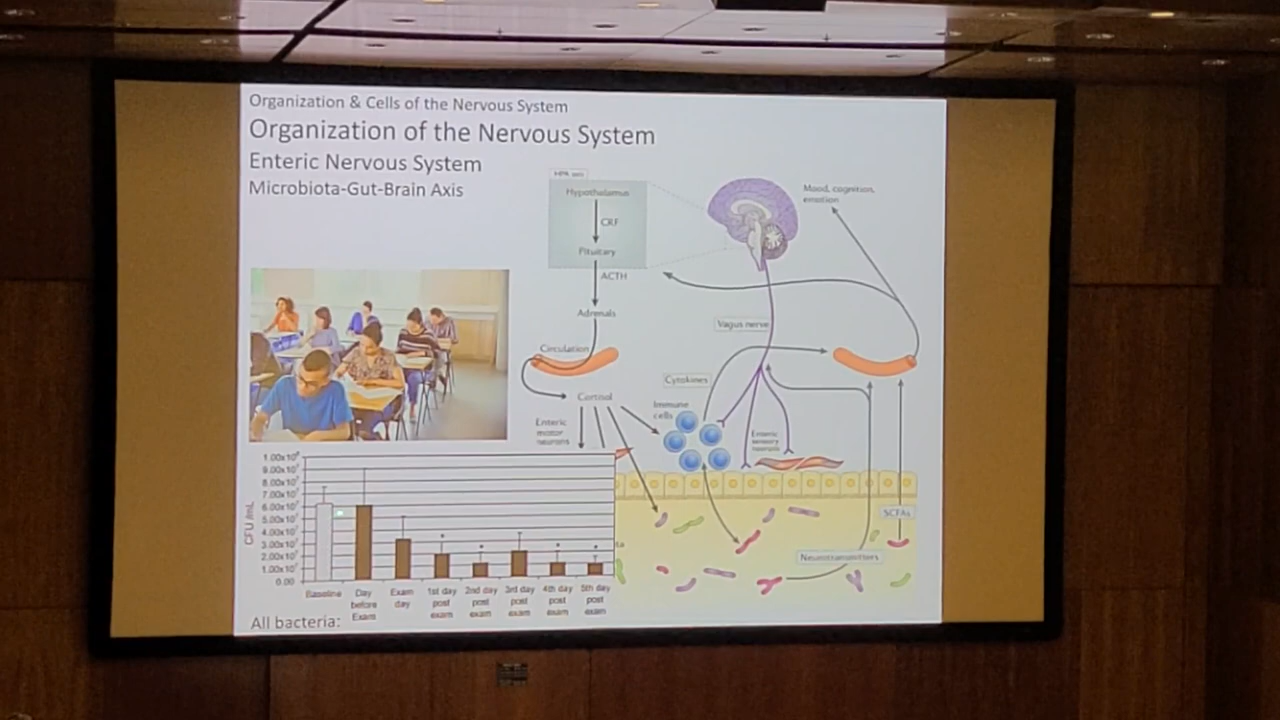 Organization & Cells of the Nervous System
Organization of the Nervous System
Enteric Nervous System
Microbiota-Gut-Brain Axis
HPA axis
Hypothalamus
CRF
Pituitary
ACTH
Adrenals
Circulation
Cortisol
Enteric
motor
neurons
Mood, cognition,
emotion
Vagus nerve
Cytokines
Immune
cells
Enteric
sensory
neurons
SCFAs
Neurotransmitters
ta
CFU /mL
1.00x10⁸
9.00x10⁷
8.00x10⁷
7.00x10⁷
6.00x10⁷
5.00x10⁷
4.00x10⁷
3.00x10⁷
2.00x10⁷
1.00x10⁷
0.00
Baseline
Day
before
Exam
Exam
day
1st day
post
exam
2nd day
post
exam
3rd day
post
exam
4th day
post
exam
5th day
post
exam
All bacteria: